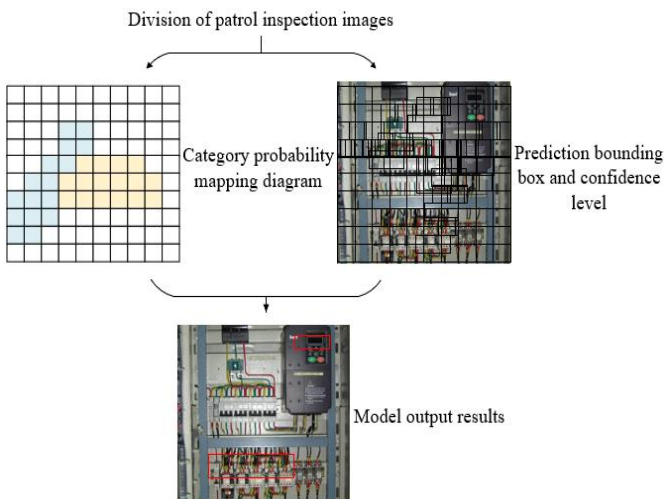 Division of patrol inspection images
Category probability
mapping diagram
Prediction bounding
box and confidence
level
Model output results